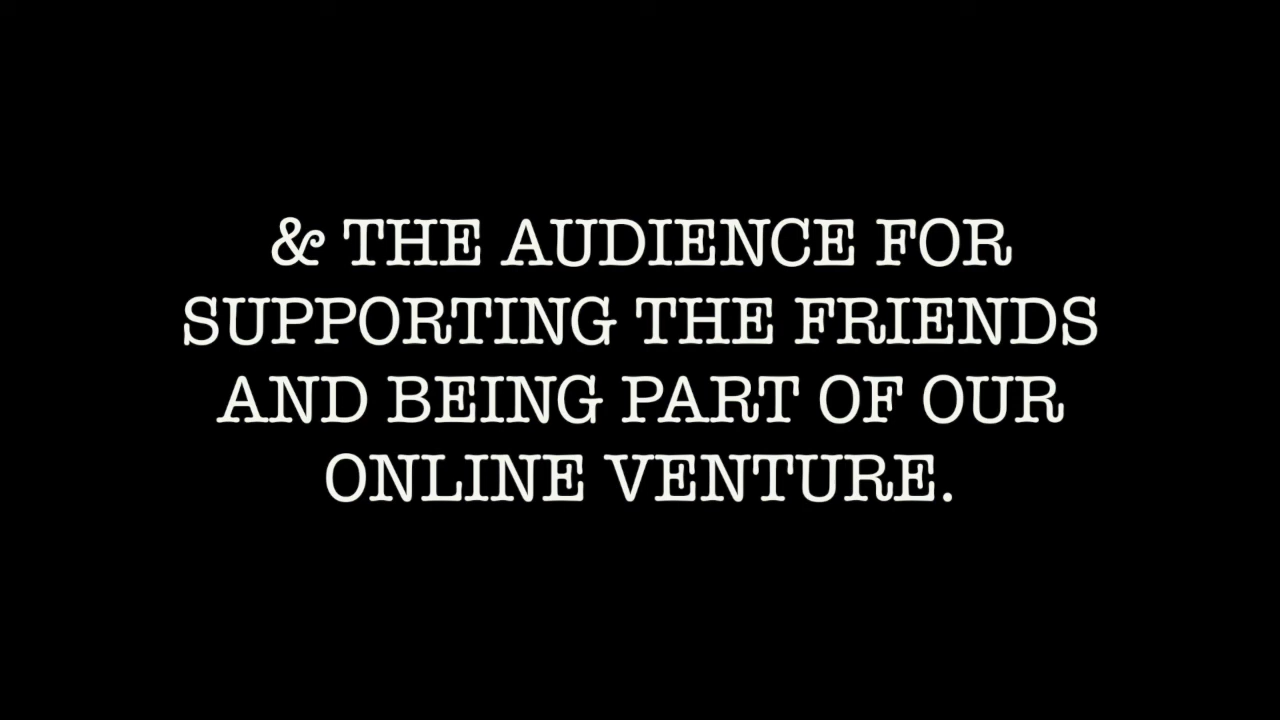 & THE AUDIENCE FOR
SUPPORTING THE FRIENDS
AND BEING PART OF OUR
ONLINE VENTURE.